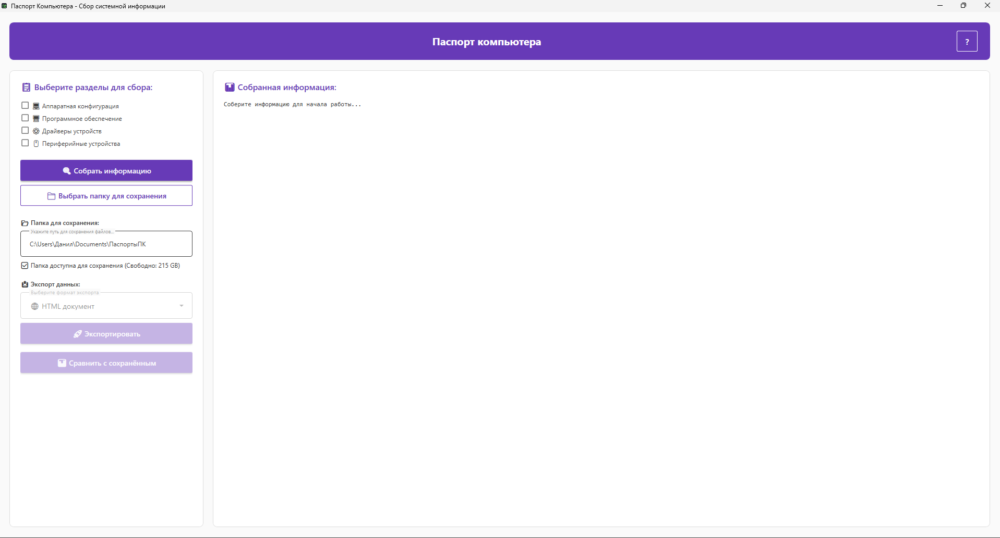 Паспорт Компьютера - Сбор системной информации
Паспорт компьютера
?
Выберите разделы для сбора:
Аппаратная конфигурация
Программное обеспечение
Драйверы устройств
Периферийные устройства
Собрать информацию
Выбрать папку для сохранения
Папка для сохранения:
Укажите путь для сохранения файлов...
C:\Users\Данил\Documents\ПаспортыПК
Папка доступна для сохранения (Свободно: 215 GB)
Экспорт данных:
Выберите формат экспорта
HTML документ
Экспортировать
Сравнить с сохранённым
Собранная информация:
Соберите информацию для начала работы...